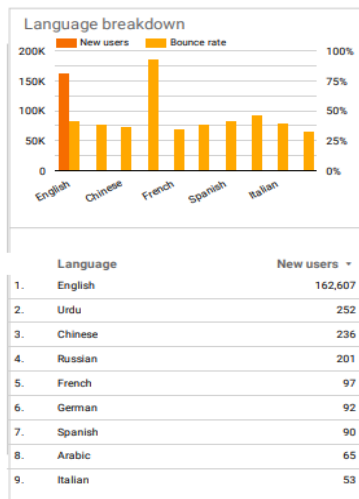 Language breakdown
New users Bounce rate
200K 100%
150K 75%
100K 50%
50K 25%
0 0%
English Chinese French Spanish Italian
Language New users
1. English 162,607
2. Urdu 252
3. Chinese 236
4. Russian 201
5. French 97
6. German 92
7. Spanish 90
8. Arabic 65
9. Italian 53